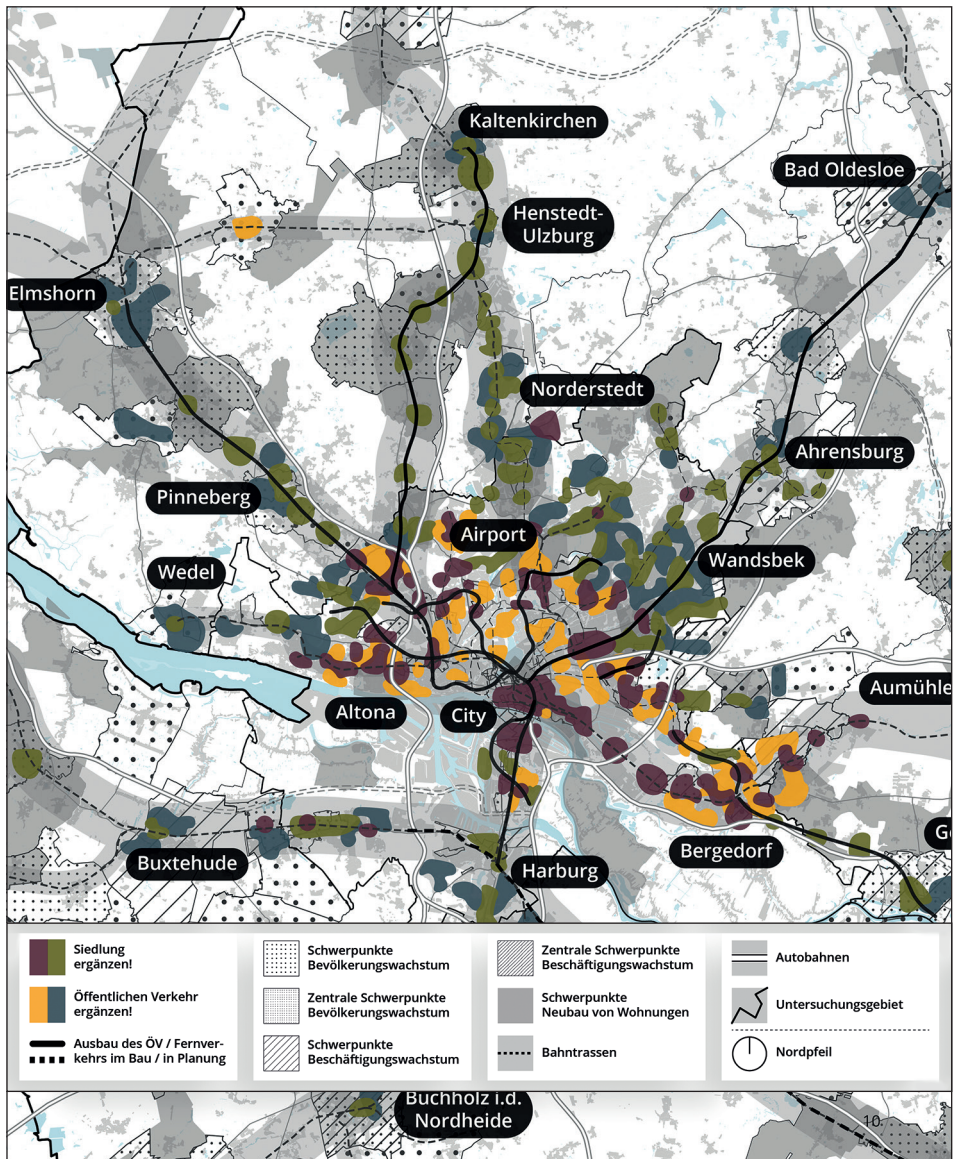 Kaltenkirchen
Bad Oldesloe
Henstedt-
Ulzburg
Elmshorn
Norderstedt
Ahrensburg
Pinneberg
Airport
Wandsbek
Wedel
Aumühle
Altona
City
Bergedorf
Buxtehude
Harburg
Siedlung
ergänzen!
Öffentlichen Verkehr
ergänzen!
Ausbau des ÖV / Fernver-
kehrs im Bau / in Planung
Schwerpunkte
Bevölkerungswachstum
Zentrale Schwerpunkte
Bevölkerungswachstum
Schwerpunkte
Beschäftigungswachstum
Zentrale Schwerpunkte
Beschäftigungswachstum
Schwerpunkte
Neubau von Wohnungen
Bahntrassen
Autobahnen
Untersuchungsgebiet
Nordpfeil
Buchholz i.d.
Nordheide
10